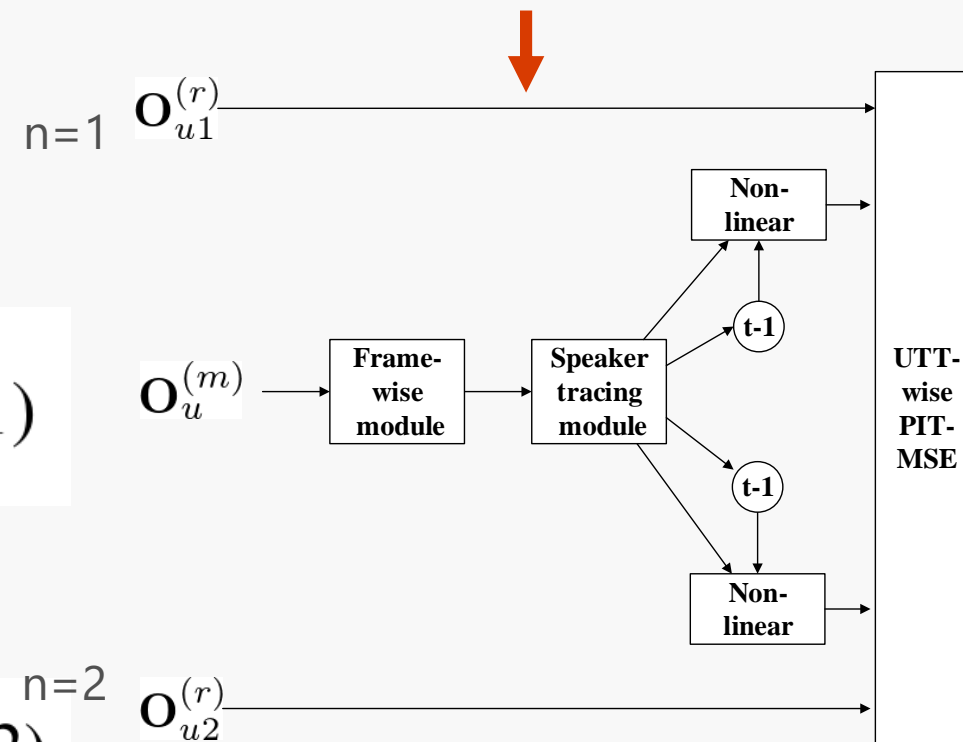 n=1
O_{u1}^{(r)}
Non-
linear
t-1
)
O_u^{(m)}
Frame-
wise
module
Speaker
tracing
module
UTT-
wise
PIT-
MSE
t-1
Non-
linear
n=2
O_{u2}^{(r)}